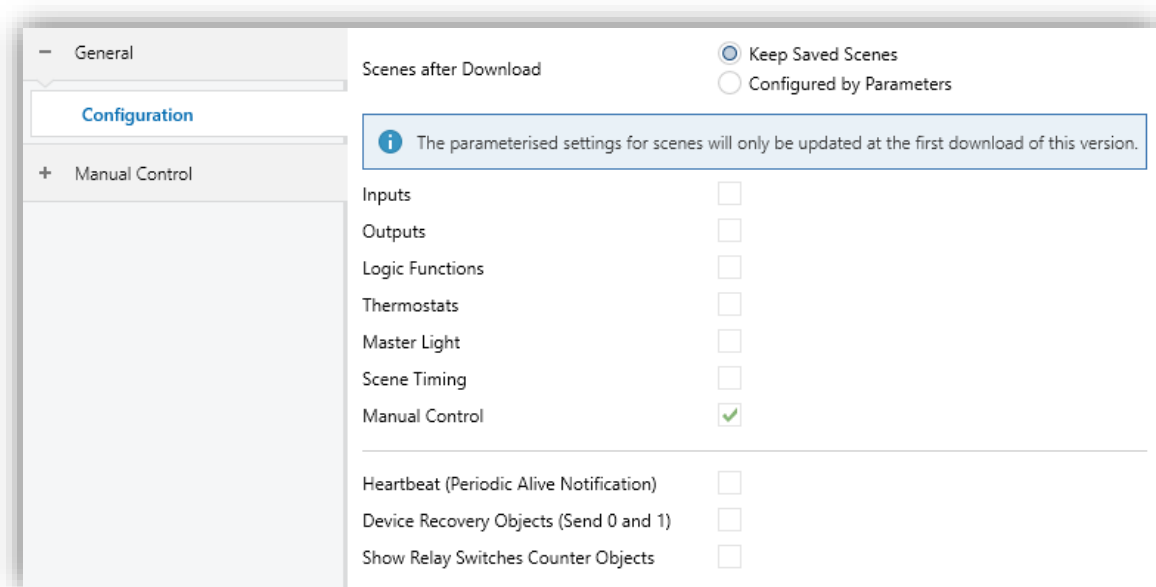 General
Configuration
Manual Control
Scenes after Download
Keep Saved Scenes
Configured by Parameters
The parameterised settings for scenes will only be updated at the first download of this version.
Inputs
Outputs
Logic Functions
Thermostats
Master Light
Scene Timing
Manual Control
Heartbeat (Periodic Alive Notification)
Device Recovery Objects (Send 0 and 1)
Show Relay Switches Counter Objects